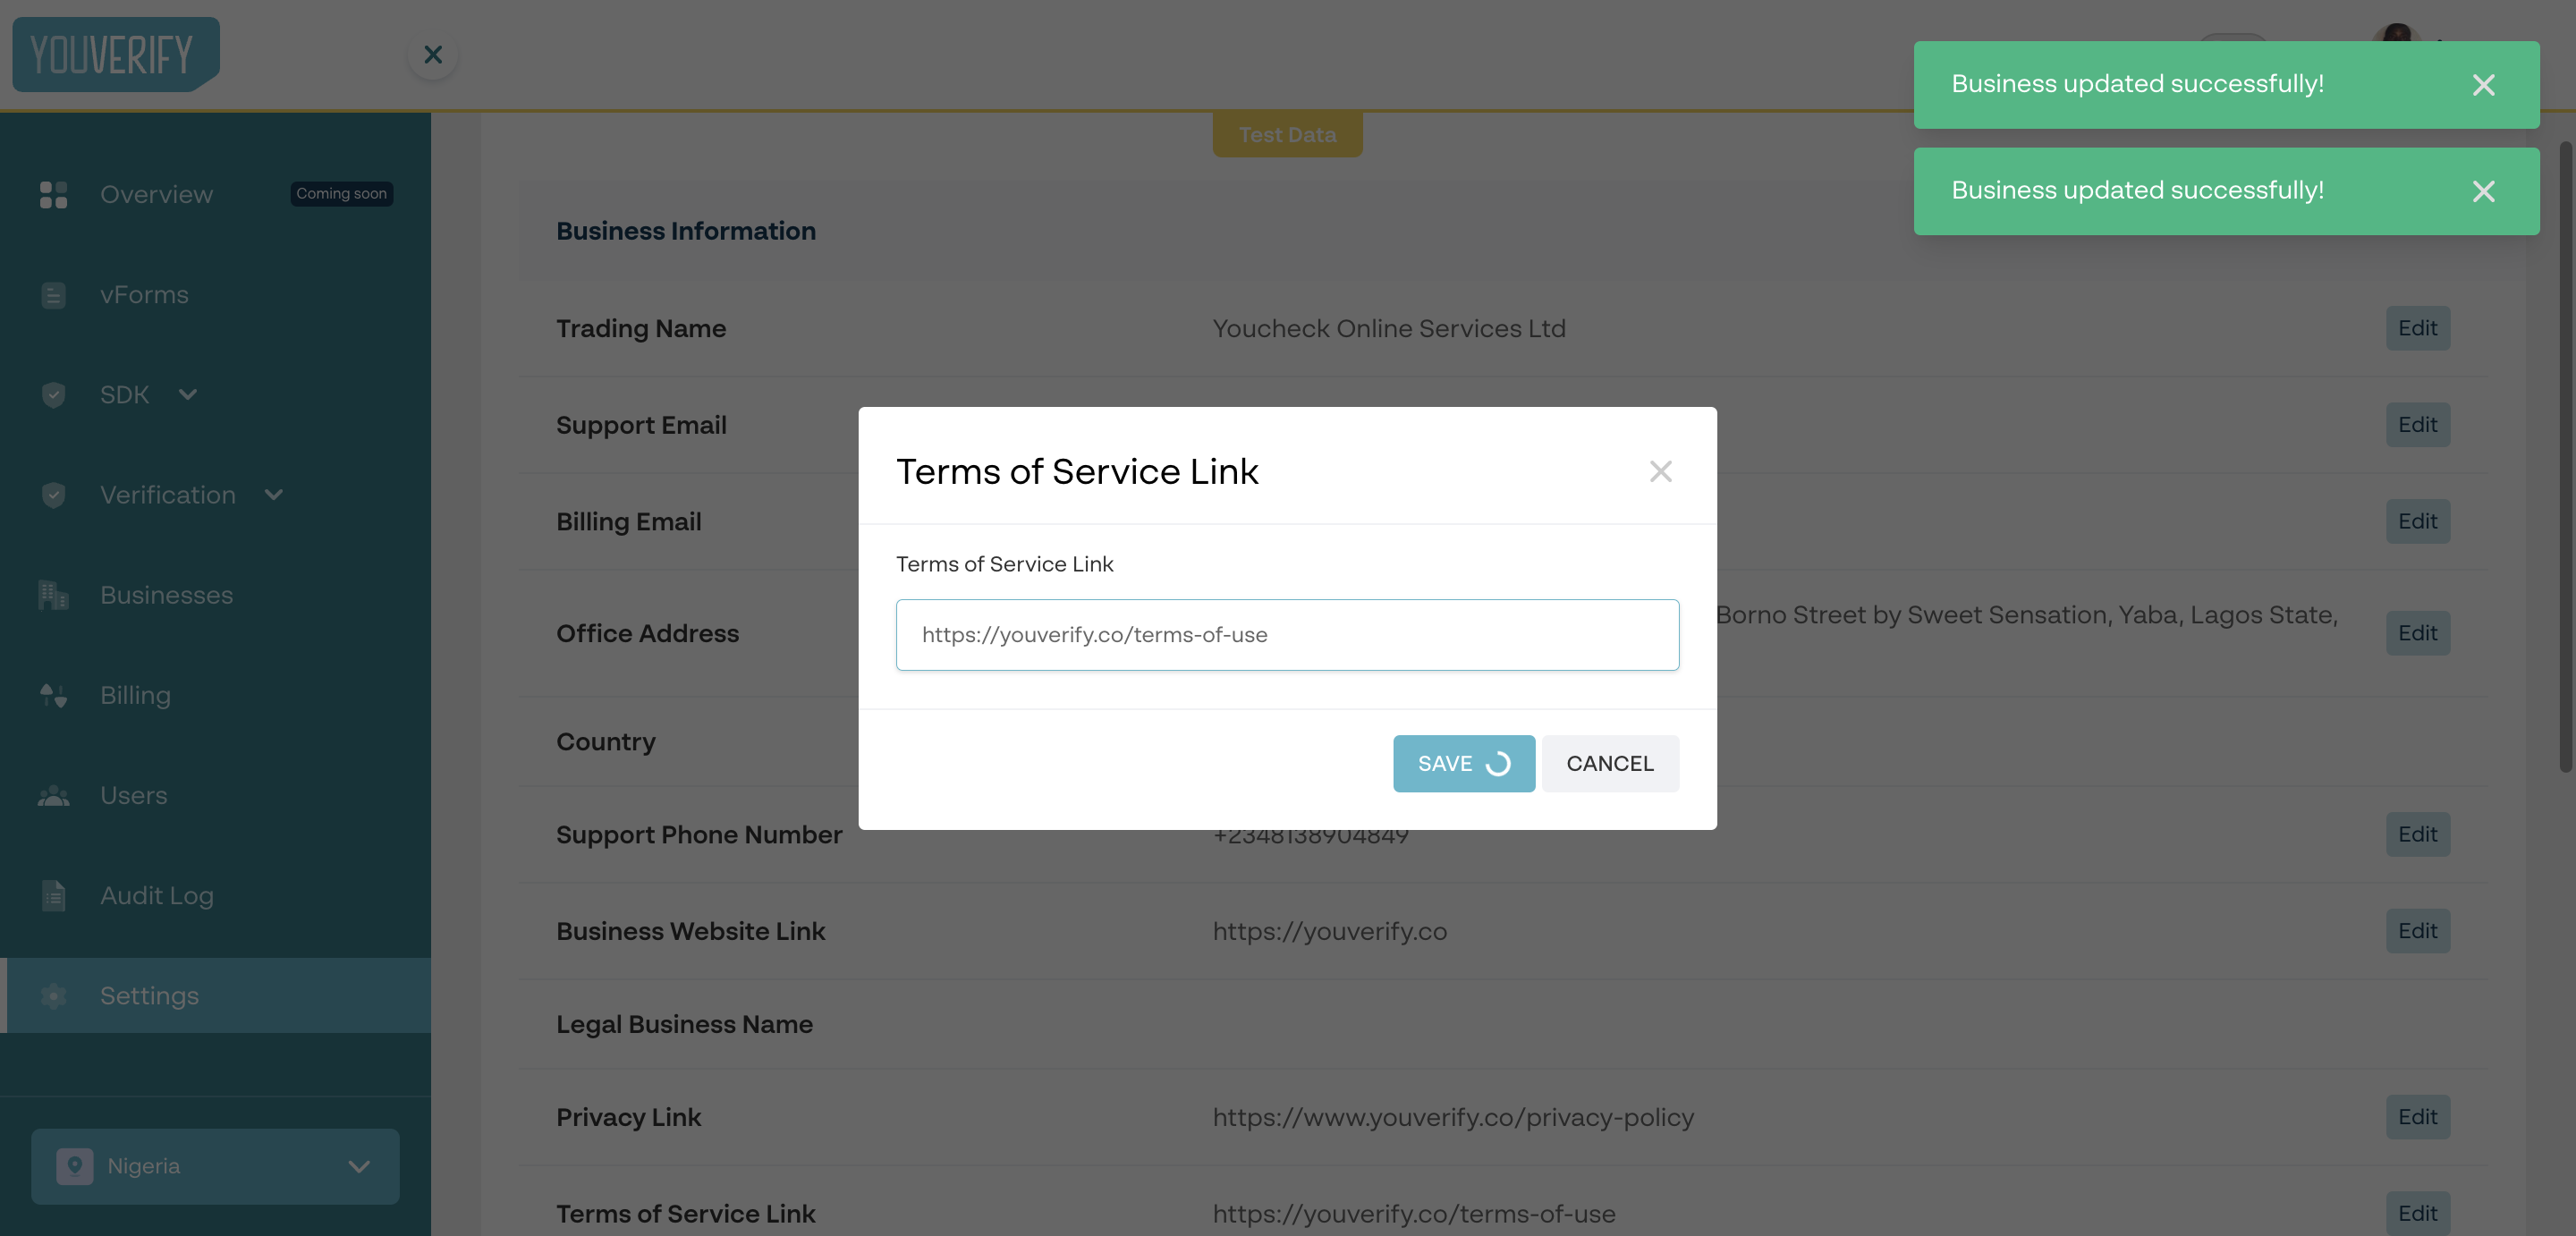 YOUVERIFY
Business updated successfully!
Business updated successfully!
Test Data
Overview
Coming soon
vForms
SDK
Verification
Businesses
Billing
Users
Audit Log
Settings
Nigeria
Business Information
Trading Name
Youcheck Online Services Ltd
Edit
Support Email
Edit
Billing Email
Edit
Office Address
Borno Street by Sweet Sensation, Yaba, Lagos State,
Edit
Country
Support Phone Number
+2348138904849
Edit
Business Website Link
https://youverify.co
Edit
Legal Business Name
Privacy Link
https://www.youverify.co/privacy-policy
Edit
Terms of Service Link
https://youverify.co/terms-of-use
Edit
Terms of Service Link
Terms of Service Link
https://youverify.co/terms-of-use
SAVE
CANCEL